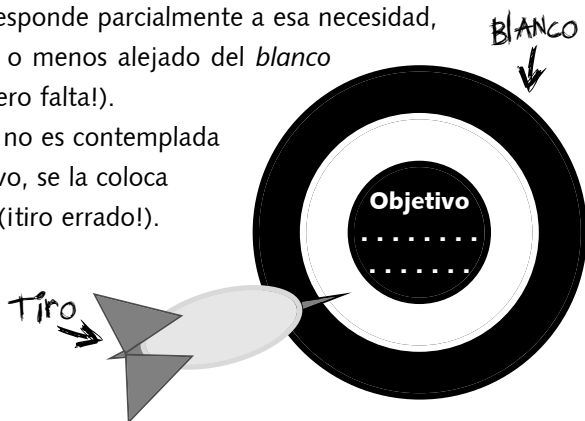 esponde parcialmente a esa necesidad,
o menos alejado del blanco
ero falta!).
no es contemplada
vo, se la coloca
(¡tiro errado!).
BLANCO
Objetivo
. . . . . . . .
. . . . . . .
Tiro